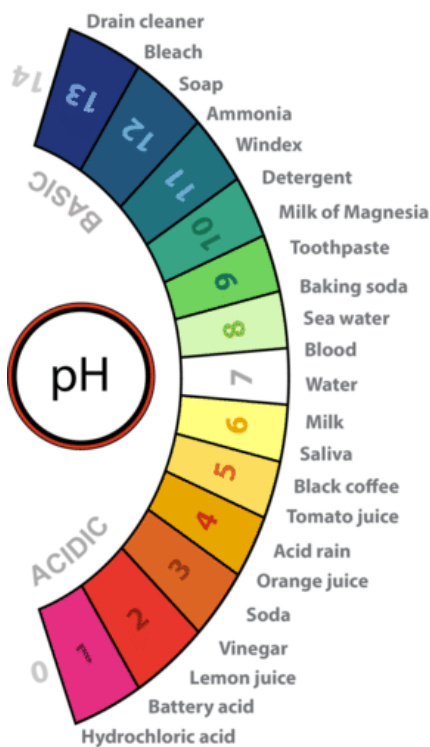 Drain cleaner
Bleach
14
13
Soap
12
Ammonia
Windex
11
BASIC
Detergent
10
Milk of Magnesia
Toothpaste
9
Baking soda
8
Sea water
Blood
pH
7
Water
6
Milk
Saliva
5
Black coffee
4
Tomato juice
ACIDIC
3
Acid rain
Orange juice
2
Soda
1
Vinegar
0
Lemon juice
Battery acid
Hydrochloric acid